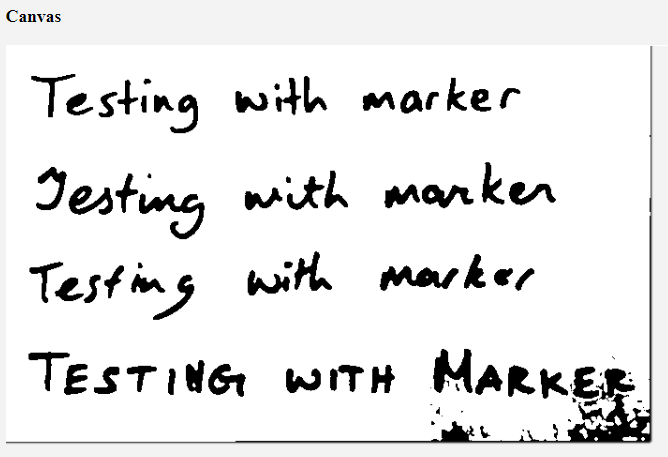 Canvas
Testing with marker
Testing with marker
Testing with marker
TESTING WITH MARKER